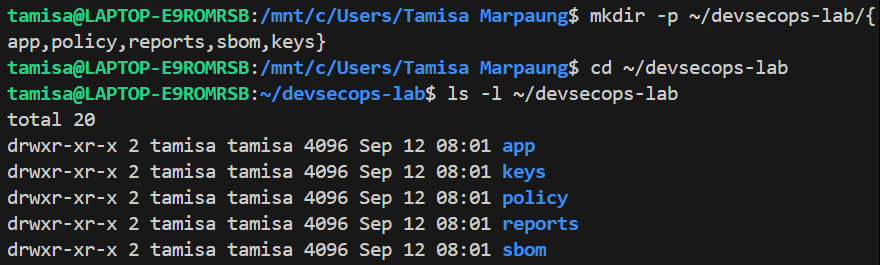 tamisa@LAPTOP-E9ROMRSB:/mnt/c/Users/Tamisa Marpaung$ mkdir -p ~/devsecops-lab/{
app,policy,reports,sbom,keys}
tamisa@LAPTOP-E9ROMRSB:/mnt/c/Users/Tamisa Marpaung$ cd ~/devsecops-lab
tamisa@LAPTOP-E9ROMRSB:~/devsecops-lab$ ls -l ~/devsecops-lab
total 20
drwxr-xr-x 2 tamisa tamisa 4096 Sep 12 08:01 app
drwxr-xr-x 2 tamisa tamisa 4096 Sep 12 08:01 keys
drwxr-xr-x 2 tamisa tamisa 4096 Sep 12 08:01 policy
drwxr-xr-x 2 tamisa tamisa 4096 Sep 12 08:01 reports
drwxr-xr-x 2 tamisa tamisa 4096 Sep 12 08:01 sbom